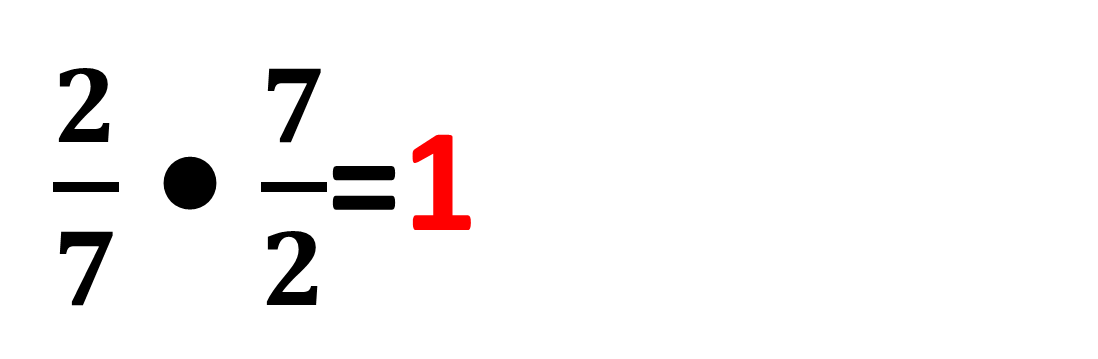 2/7 • 7/2 = 1